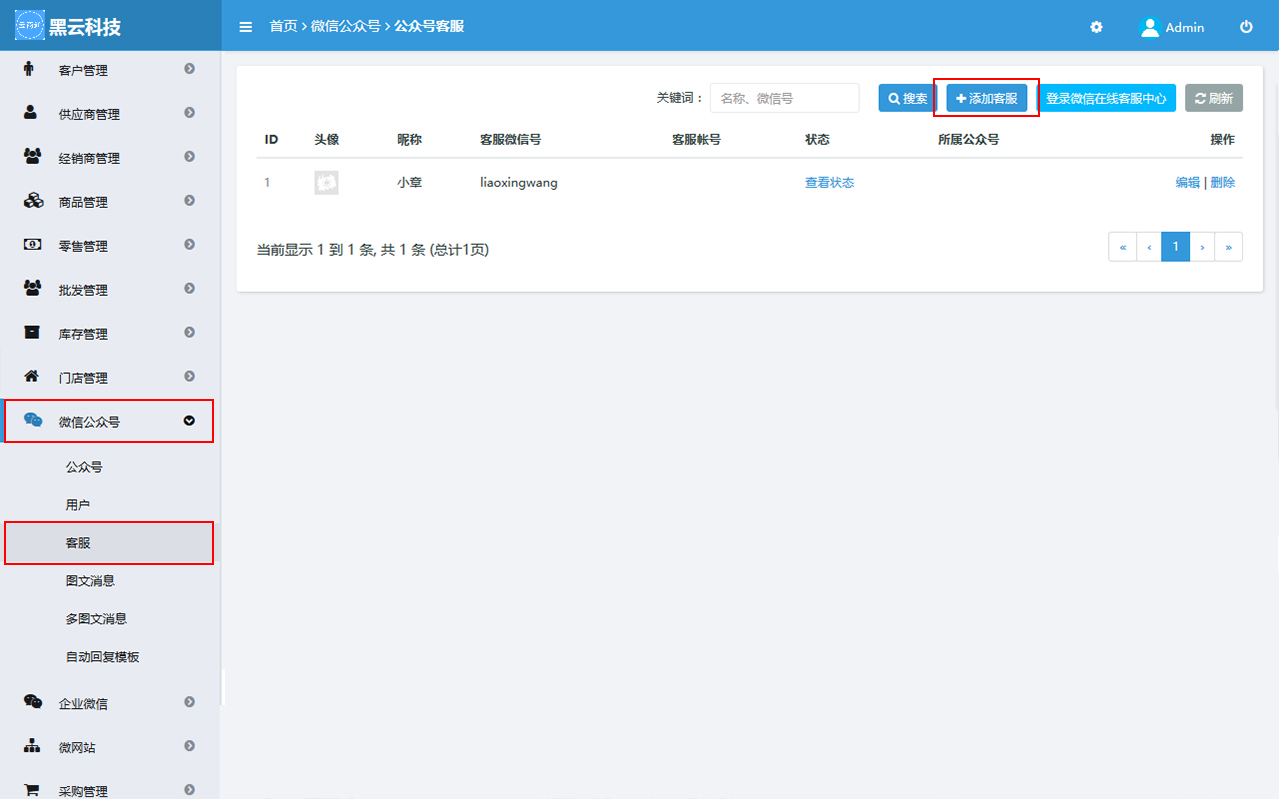 黑云科技
首页 › 微信公众号 › 公众号客服
Admin
客户管理
供应商管理
经销商管理
商品管理
零售管理
批发管理
库存管理
门店管理
微信公众号
公众号
用户
客服
图文消息
多图文消息
自动回复模板
企业微信
微网站
采购管理
关键词： 名称、微信号 搜索 添加客服 登录微信在线客服中心 刷新
ID 头像 昵称 客服微信号 客服帐号 状态 所属公众号 操作
1 小章 liaoxingwang 查看状态 编辑 | 删除
当前显示 1 到 1 条, 共 1 条 (总计1页) « ‹ 1 › »